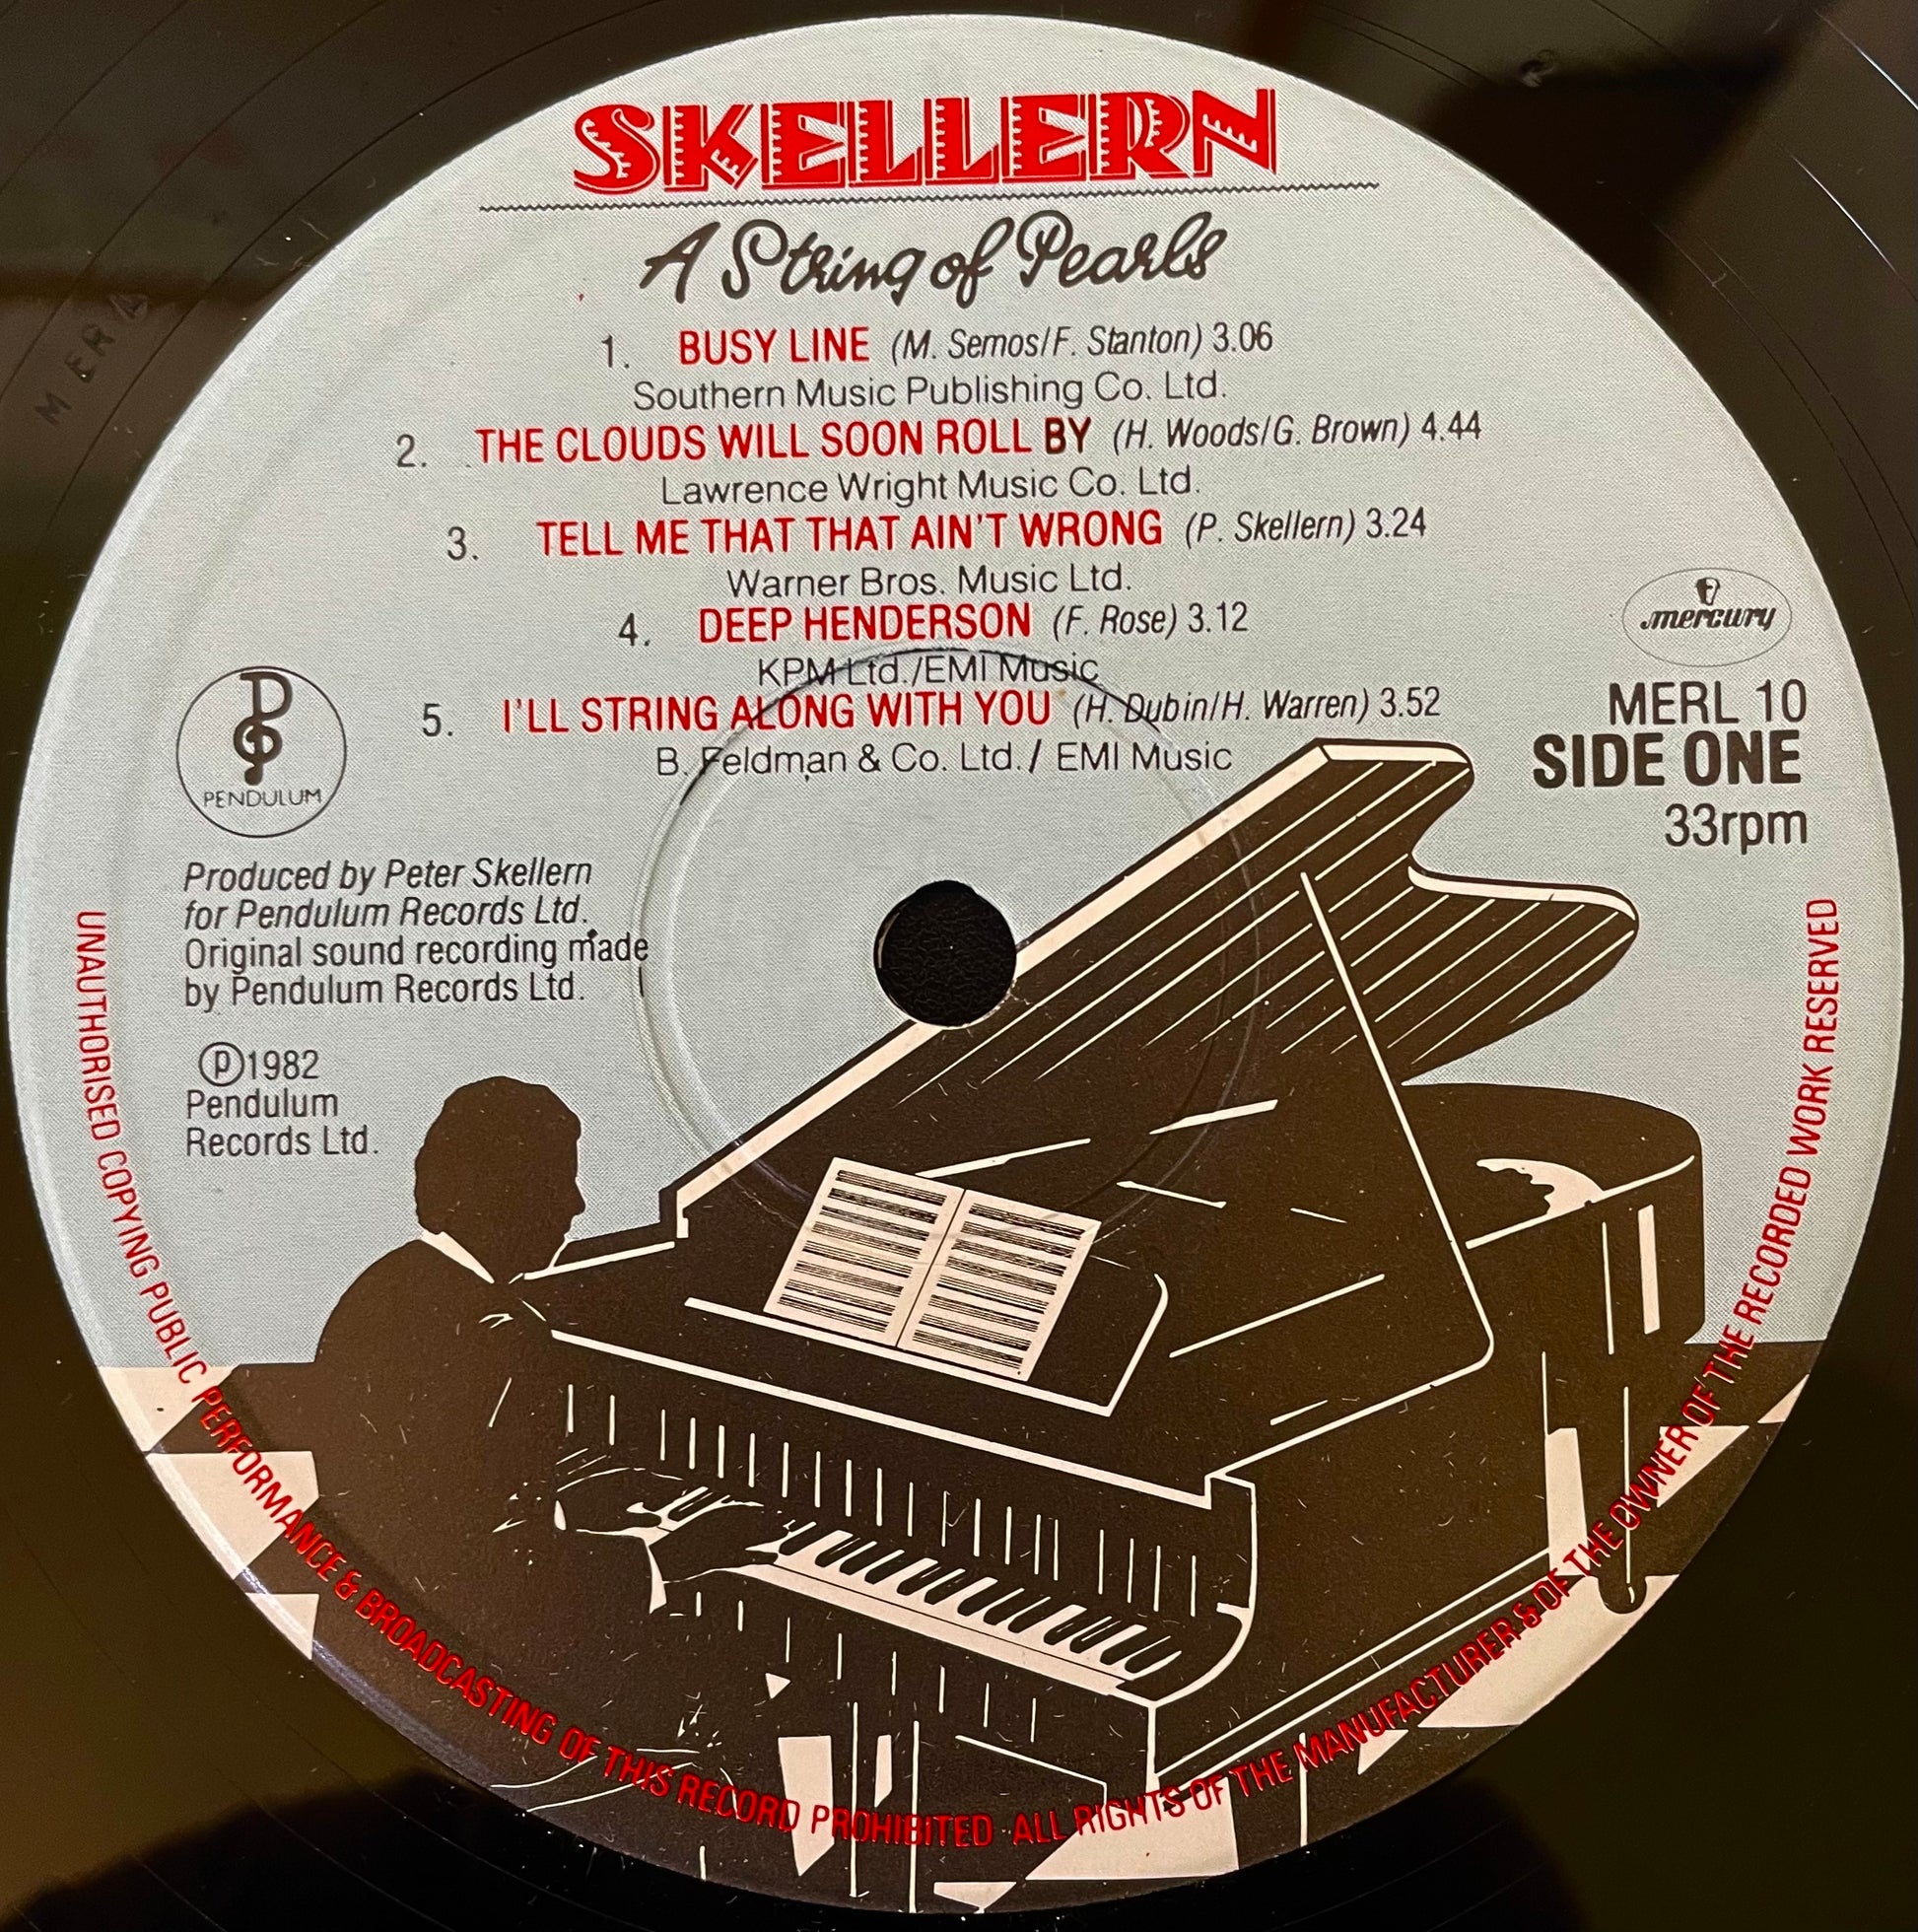 SKELLERN
A String of Pearls
1. BUSY LINE (M. Semos/F. Stanton) 3.06
Southern Music Publishing Co. Ltd.
2. THE CLOUDS WILL SOON ROLL BY (H. Woods/G. Brown) 4.44
Lawrence Wright Music Co. Ltd.
3. TELL ME THAT THAT AIN'T WRONG (P. Skellern) 3.24
Warner Bros. Music Ltd.
4. DEEP HENDERSON (F. Rose) 3.12
KPM Ltd./EMI Music
5. I'LL STRING ALONG WITH YOU (H. Dubin/H. Warren) 3.52
B. Feldman & Co. Ltd. / EMI Music
mercury
MERL 10
SIDE ONE
33rpm
PENDULUM
Produced by Peter Skellern
for Pendulum Records Ltd.
Original sound recording made
by Pendulum Records Ltd.
℗1982
Pendulum
Records Ltd.
UNAUTHORISED COPYING PUBLIC PERFORMANCE & BROADCASTING OF THIS RECORD PROHIBITED ALL RIGHTS OF THE MANUFACTURER & OF THE OWNER OF THE RECORDED WORK RESERVED
MERL